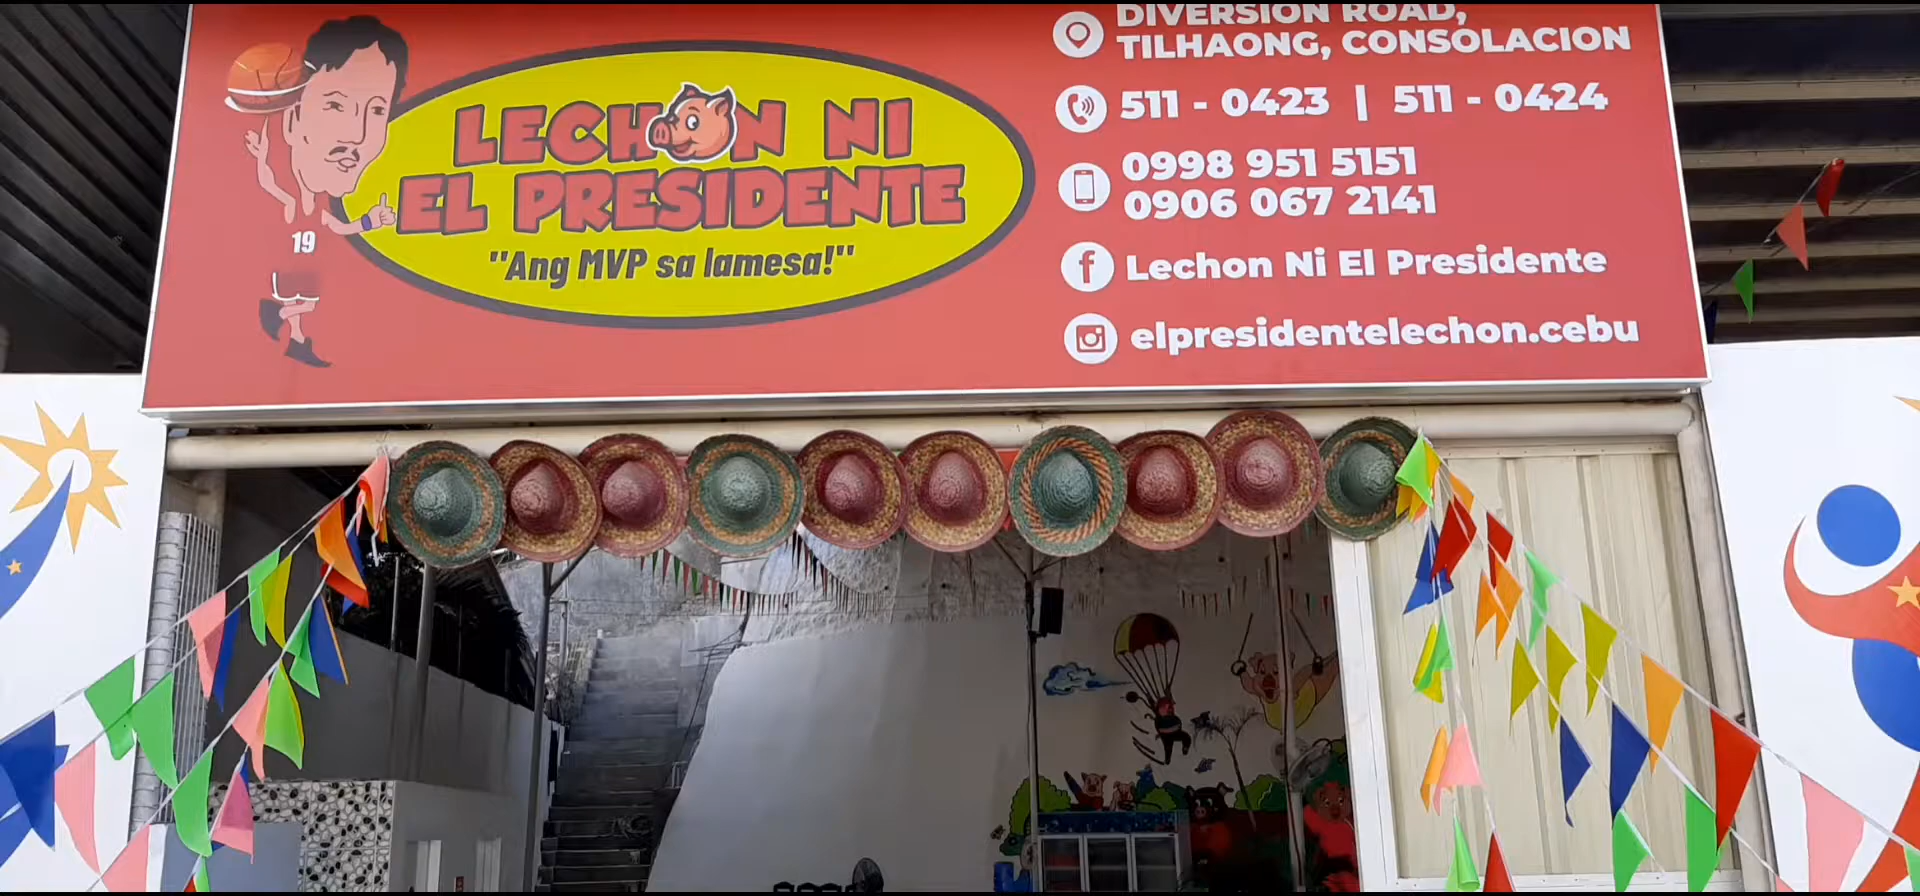 LECHON NI
EL PRESIDENTE
"Ang MVP sa lamesa!"
19
DIVERSION ROAD,
TILHAONG, CONSOLACION
511 - 0423 | 511 - 0424
0998 951 5151
0906 067 2141
Lechon Ni El Presidente
elpresidentelechon.cebu